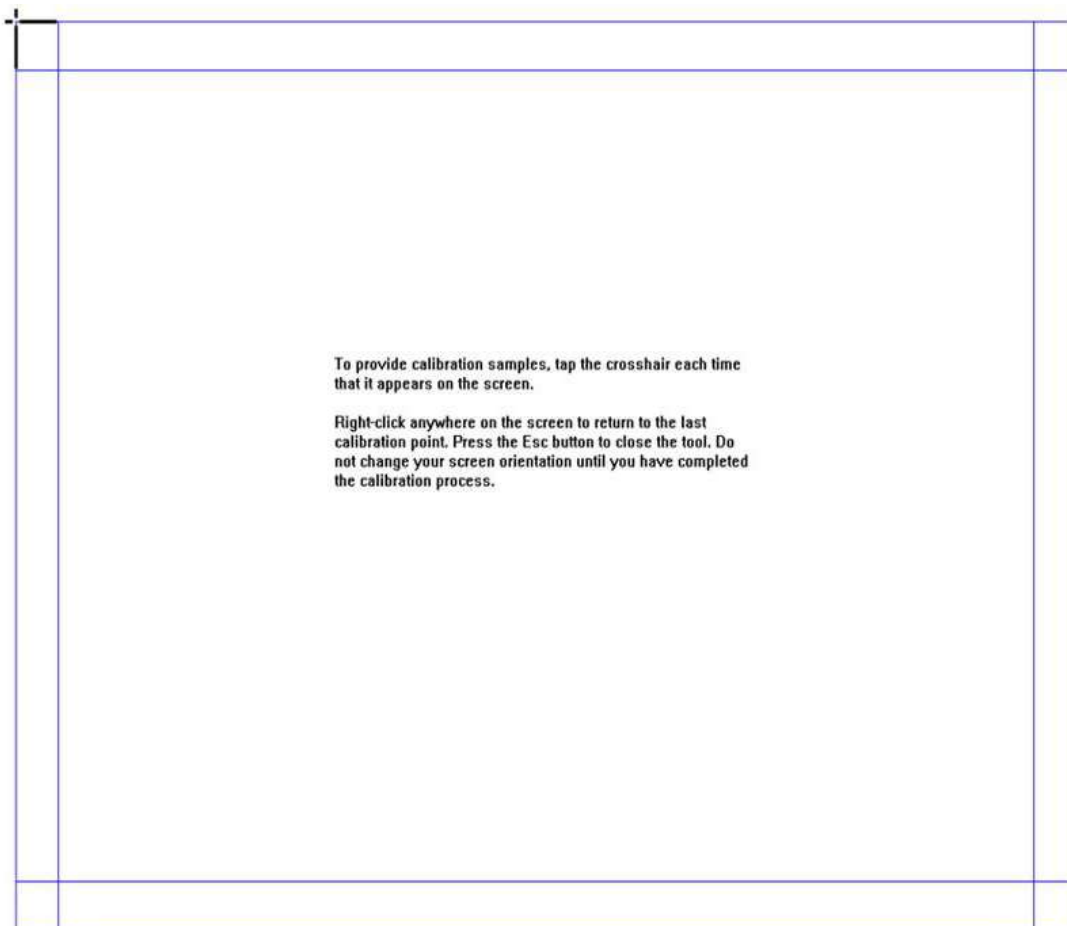 To provide calibration samples, tap the crosshair each time
that it appears on the screen.
Right-click anywhere on the screen to return to the last
calibration point. Press the Esc button to close the tool. Do
not change your screen orientation until you have completed
the calibration process.